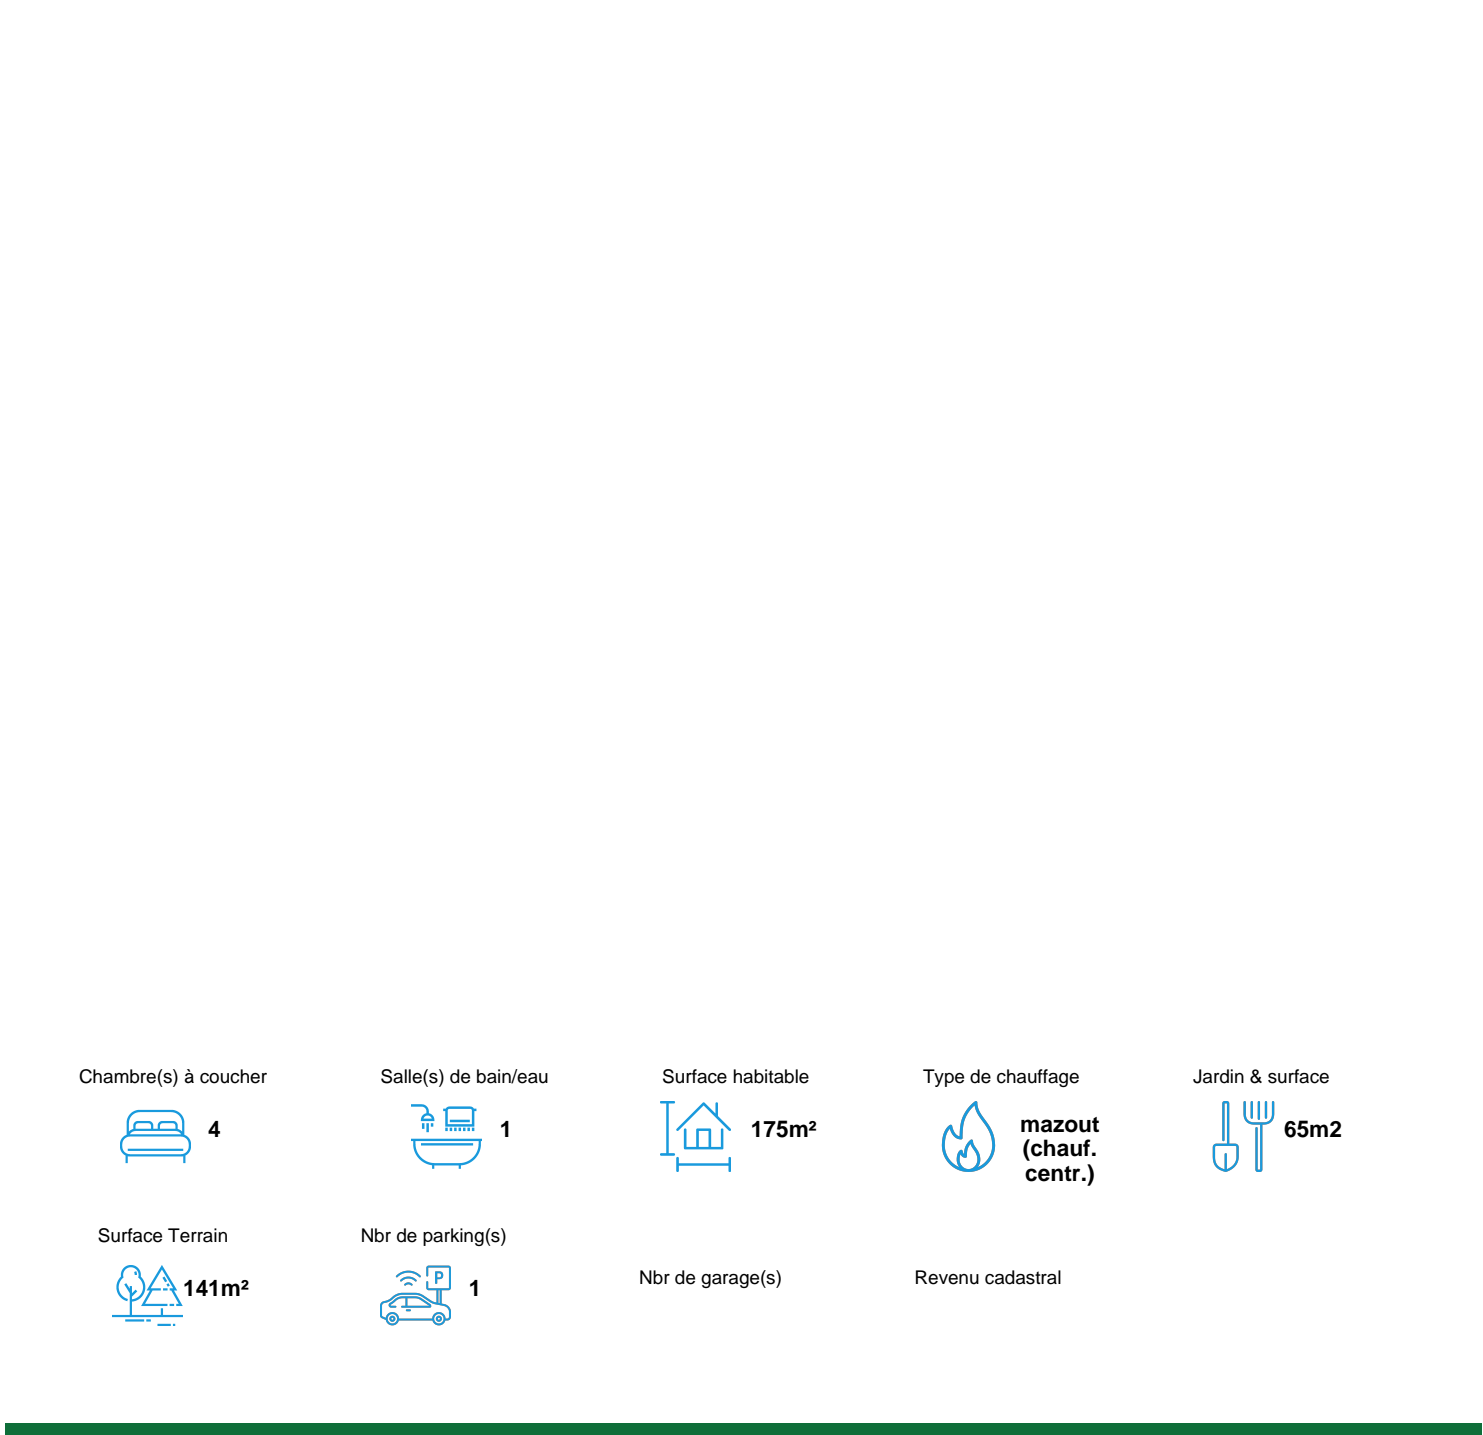 Chambre(s) à coucher
4
Salle(s) de bain/eau
1
Surface habitable
175m²
Type de chauffage
mazout
(chauf.
centr.)
Jardin & surface
65m2
Surface Terrain
141m²
Nbr de parking(s)
P
1
Nbr de garage(s)
Revenu cadastral